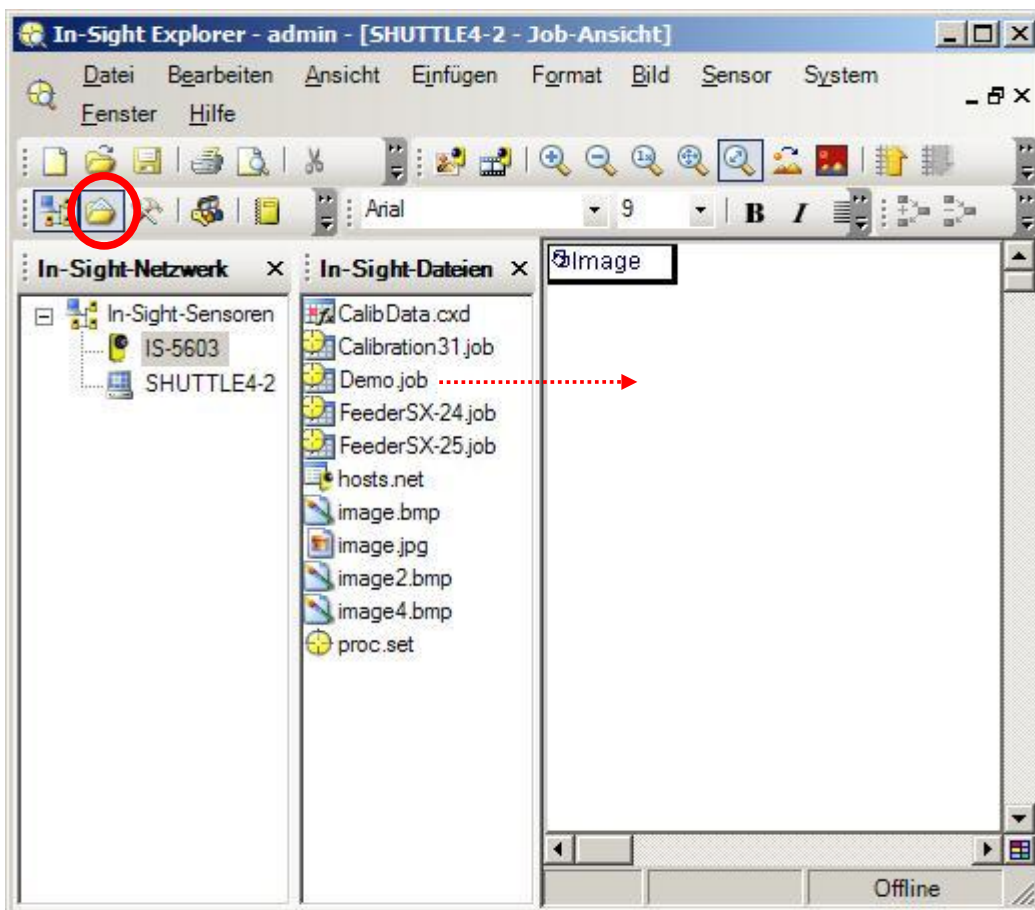 In-Sight Explorer - admin - [SHUTTLE4-2 - Job-Ansicht]
Datei Bearbeiten Ansicht Einfügen Format Bild Sensor System
Fenster Hilfe
1x
Arial 9 B I
In-Sight-Netzwerk
In-Sight-Sensoren
IS-5603
SHUTTLE4-2
In-Sight-Dateien
CalibData.cxd
Calibration31.job
Demo.job
FeederSX-24.job
FeederSX-25.job
hosts.net
image.bmp
image.jpg
image2.bmp
image4.bmp
proc.set
Image
Offline